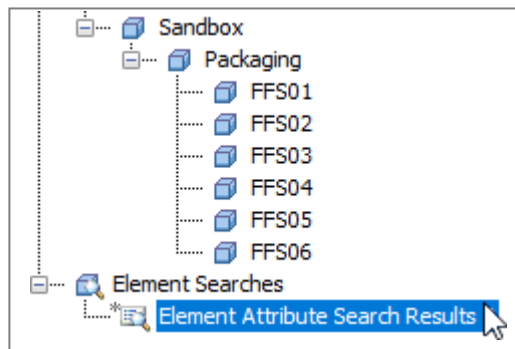 Sandbox
Packaging
FFS01
FFS02
FFS03
FFS04
FFS05
FFS06
Element Searches
*Element Attribute Search Results